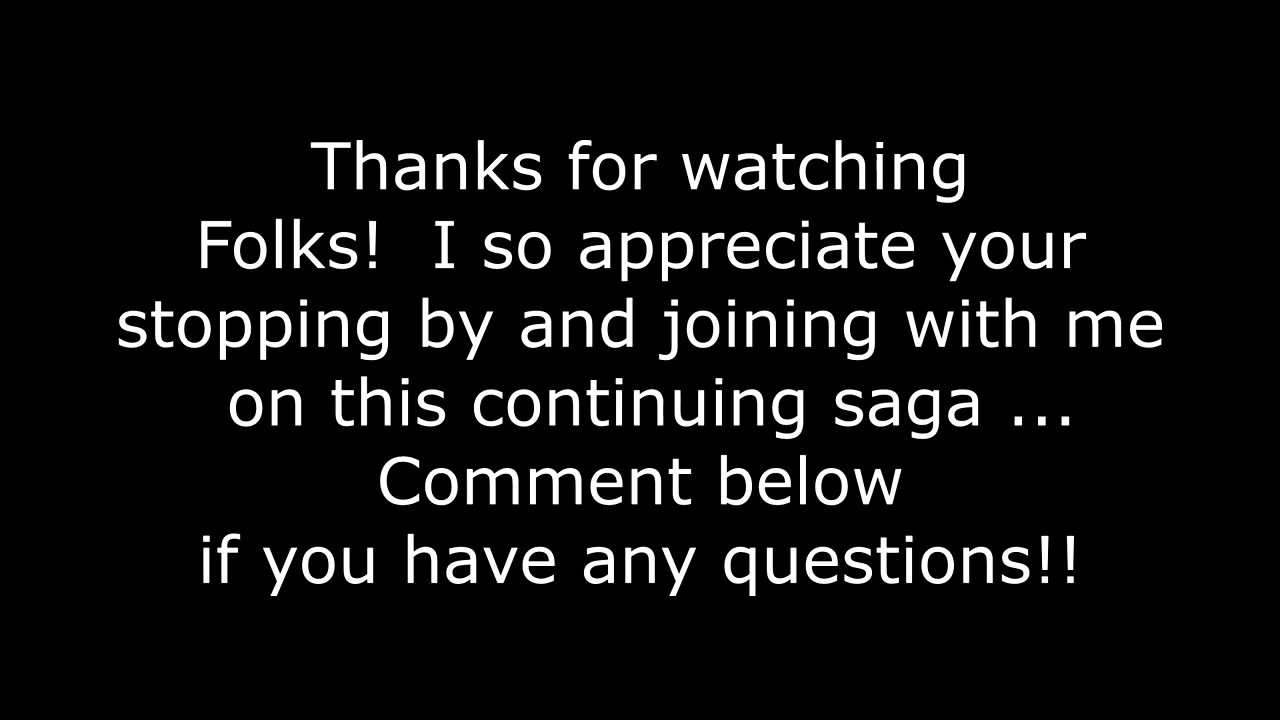 Thanks for watching
Folks!  I so appreciate your
stopping by and joining with me
on this continuing saga ...
Comment below
if you have any questions!!